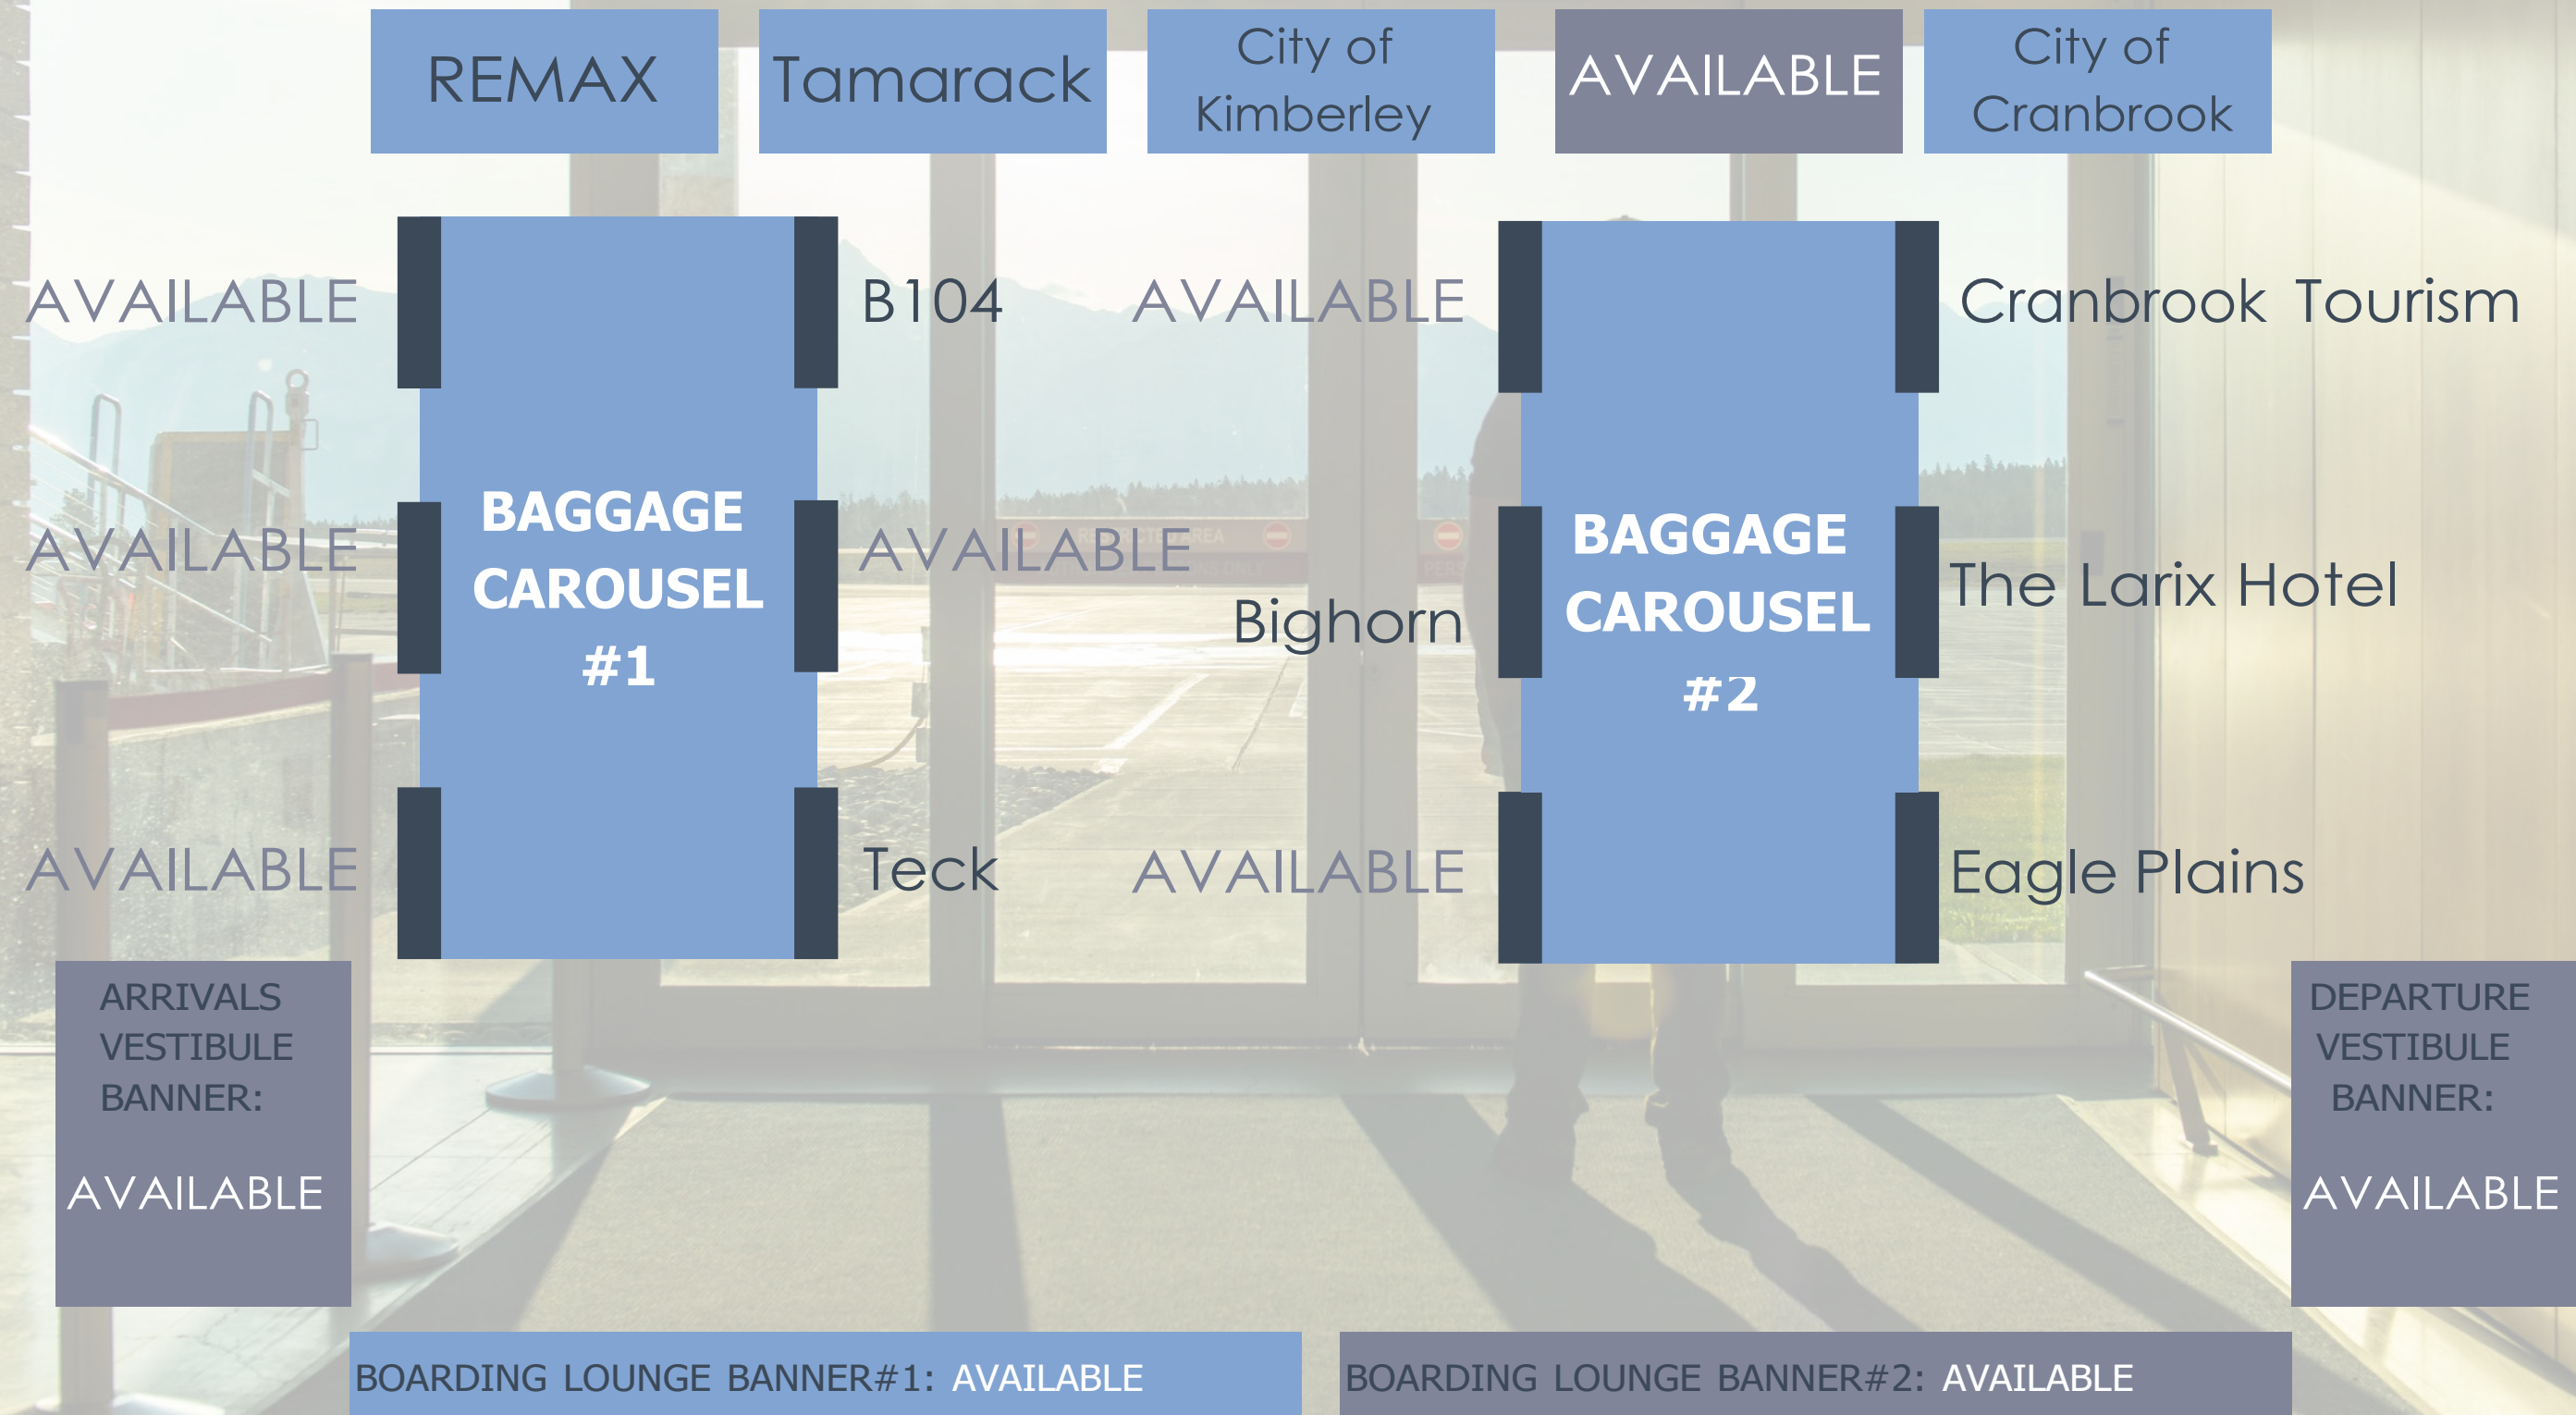 REMAX
Tamarack
City of
Kimberley
AVAILABLE
City of
Cranbrook
AVAILABLE
B104
AVAILABLE
Cranbrook Tourism
AVAILABLE
BAGGAGE
CAROUSEL
#1
AVAILABLE
Bighorn
BAGGAGE
CAROUSEL
#2
The Larix Hotel
RESTRICTED AREA
AVAILABLE
Teck
AVAILABLE
Eagle Plains
ARRIVALS
VESTIBULE
BANNER:
AVAILABLE
DEPARTURE
VESTIBULE
BANNER:
AVAILABLE
BOARDING LOUNGE BANNER#1: AVAILABLE
BOARDING LOUNGE BANNER#2: AVAILABLE